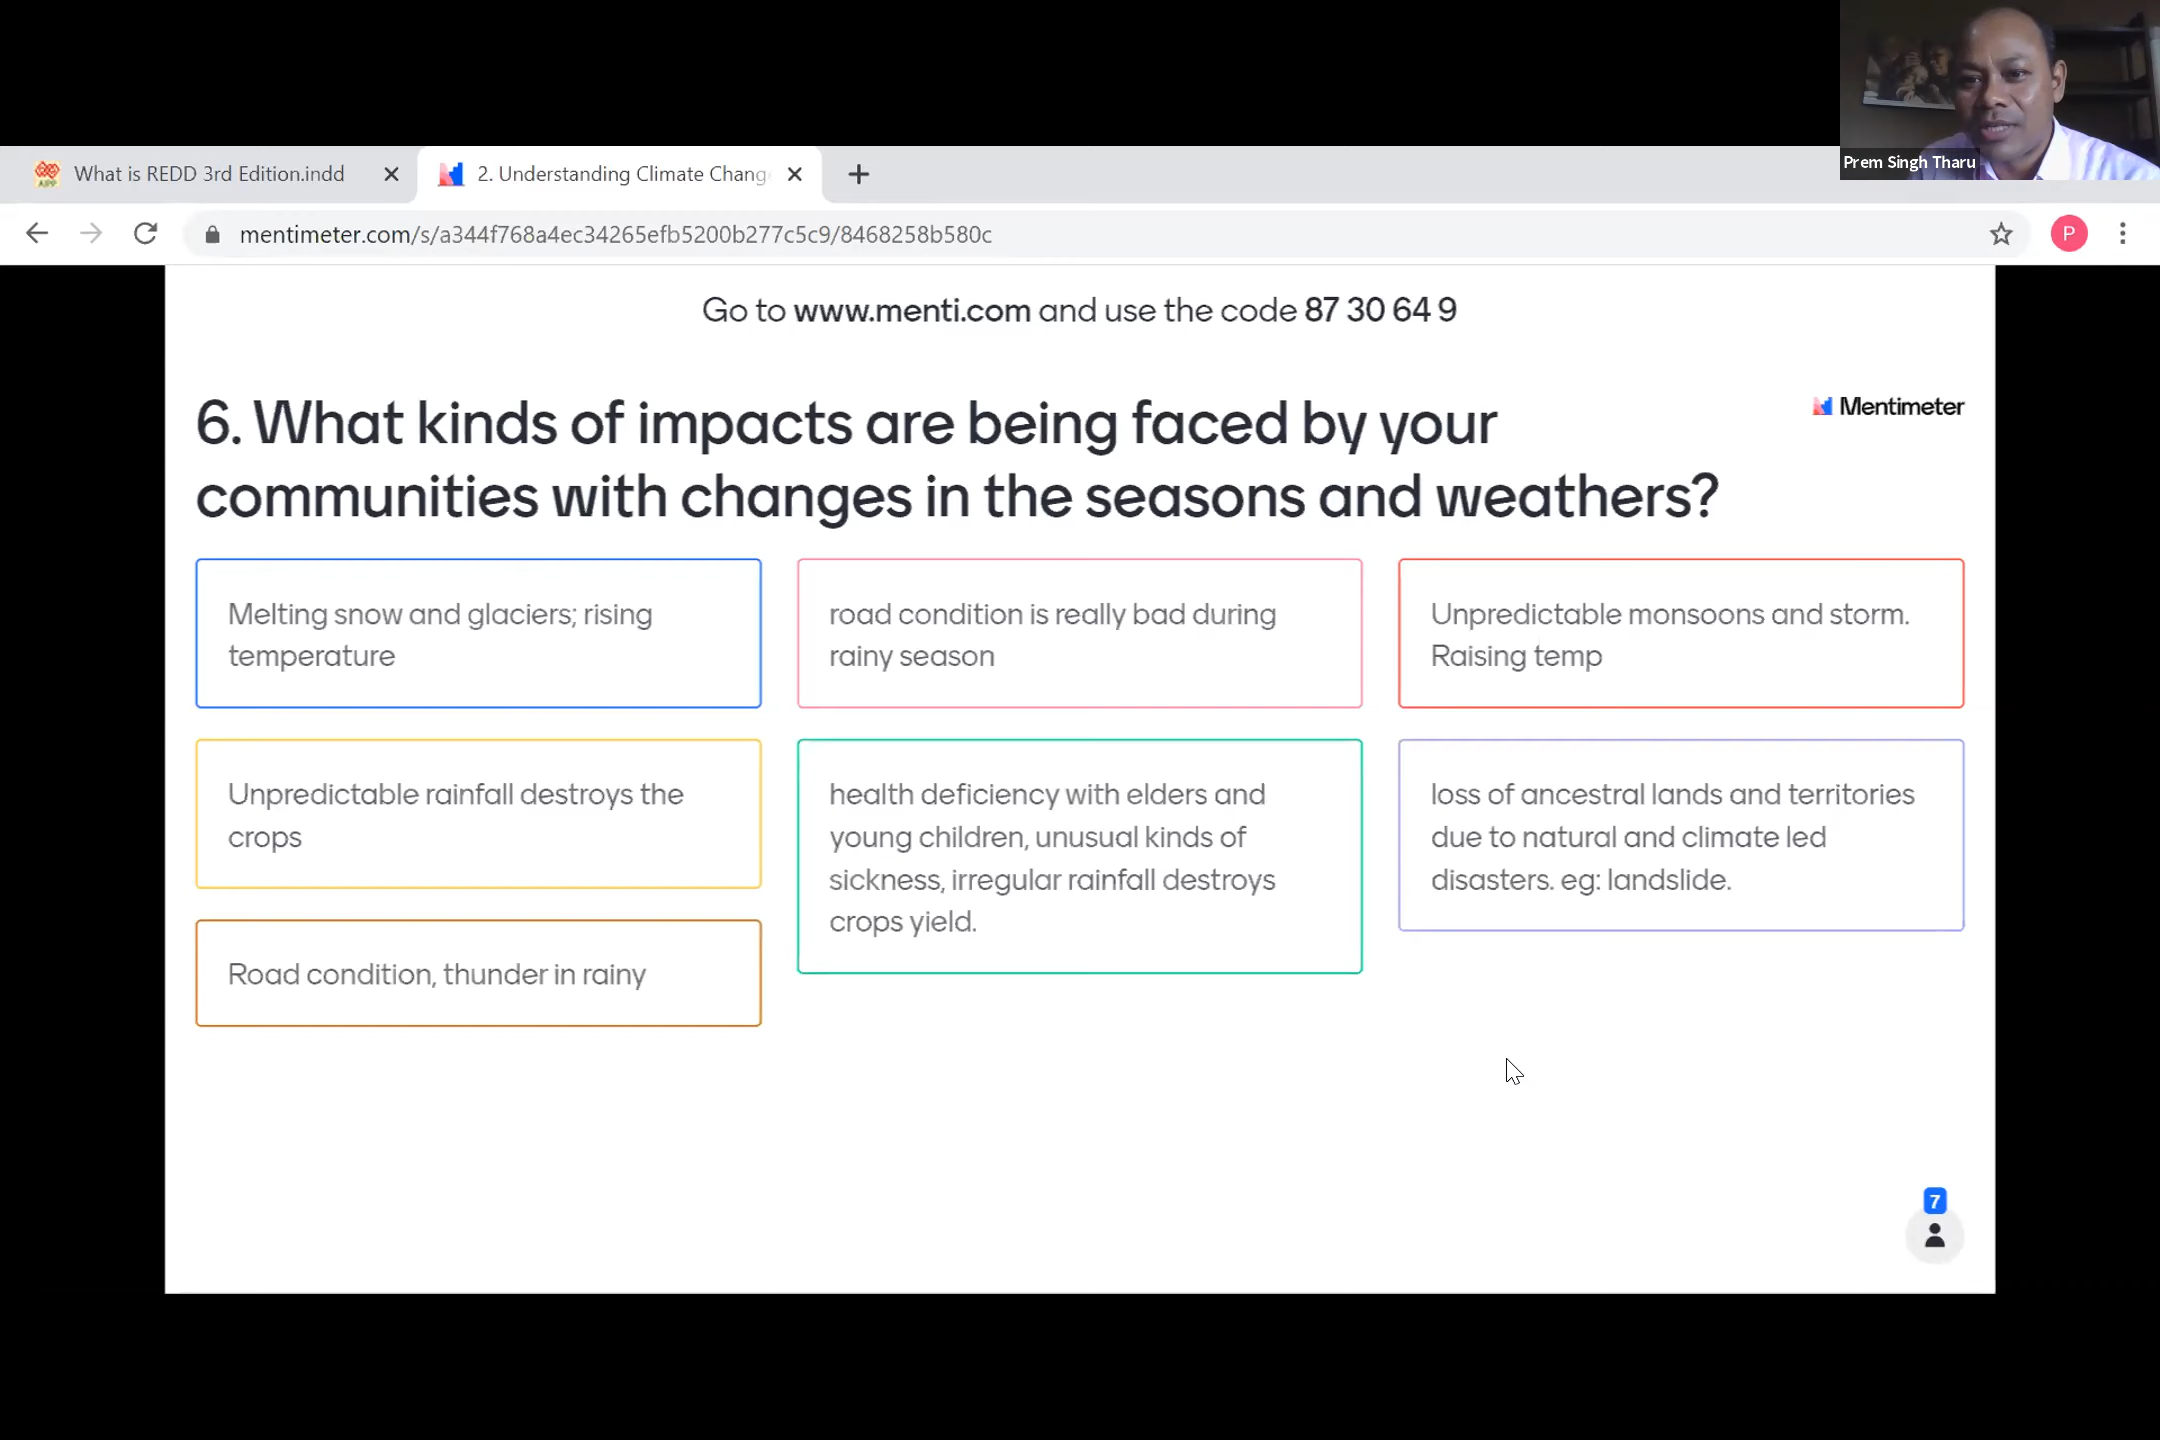 Prem Singh Tharu
What is REDD 3rd Edition.indd
2. Understanding Climate Chang
mentimeter.com/s/a344f768a4ec34265efb5200b277c5c9/8468258b580c
P
Go to www.menti.com and use the code 87 30 64 9
6. What kinds of impacts are being faced by your
communities with changes in the seasons and weathers?
Mentimeter
Melting snow and glaciers; rising
temperature
road condition is really bad during
rainy season
Unpredictable monsoons and storm.
Raising temp
Unpredictable rainfall destroys the
crops
health deficiency with elders and
young children, unusual kinds of
sickness, irregular rainfall destroys
crops yield.
loss of ancestral lands and territories
due to natural and climate led
disasters. eg: landslide.
Road condition, thunder in rainy
7